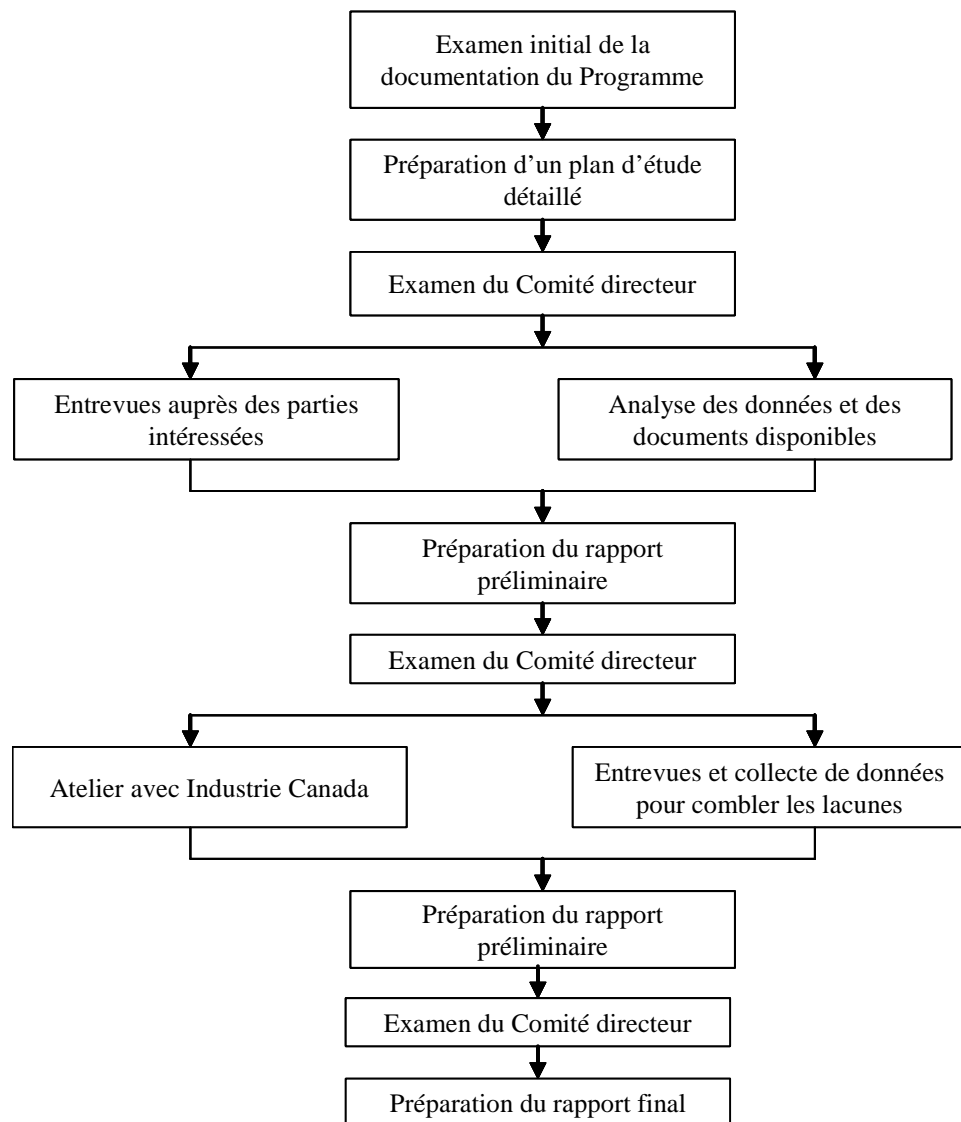 Examen initial de la
documentation du Programme
Préparation d'un plan d'étude
détaillé
Examen du Comité directeur
Entrevues auprès des parties
intéressées
Analyse des données et des
documents disponibles
Préparation du rapport
préliminaire
Examen du Comité directeur
Atelier avec Industrie Canada
Entrevues et collecte de données
pour combler les lacunes
Préparation du rapport
préliminaire
Examen du Comité directeur
Préparation du rapport final